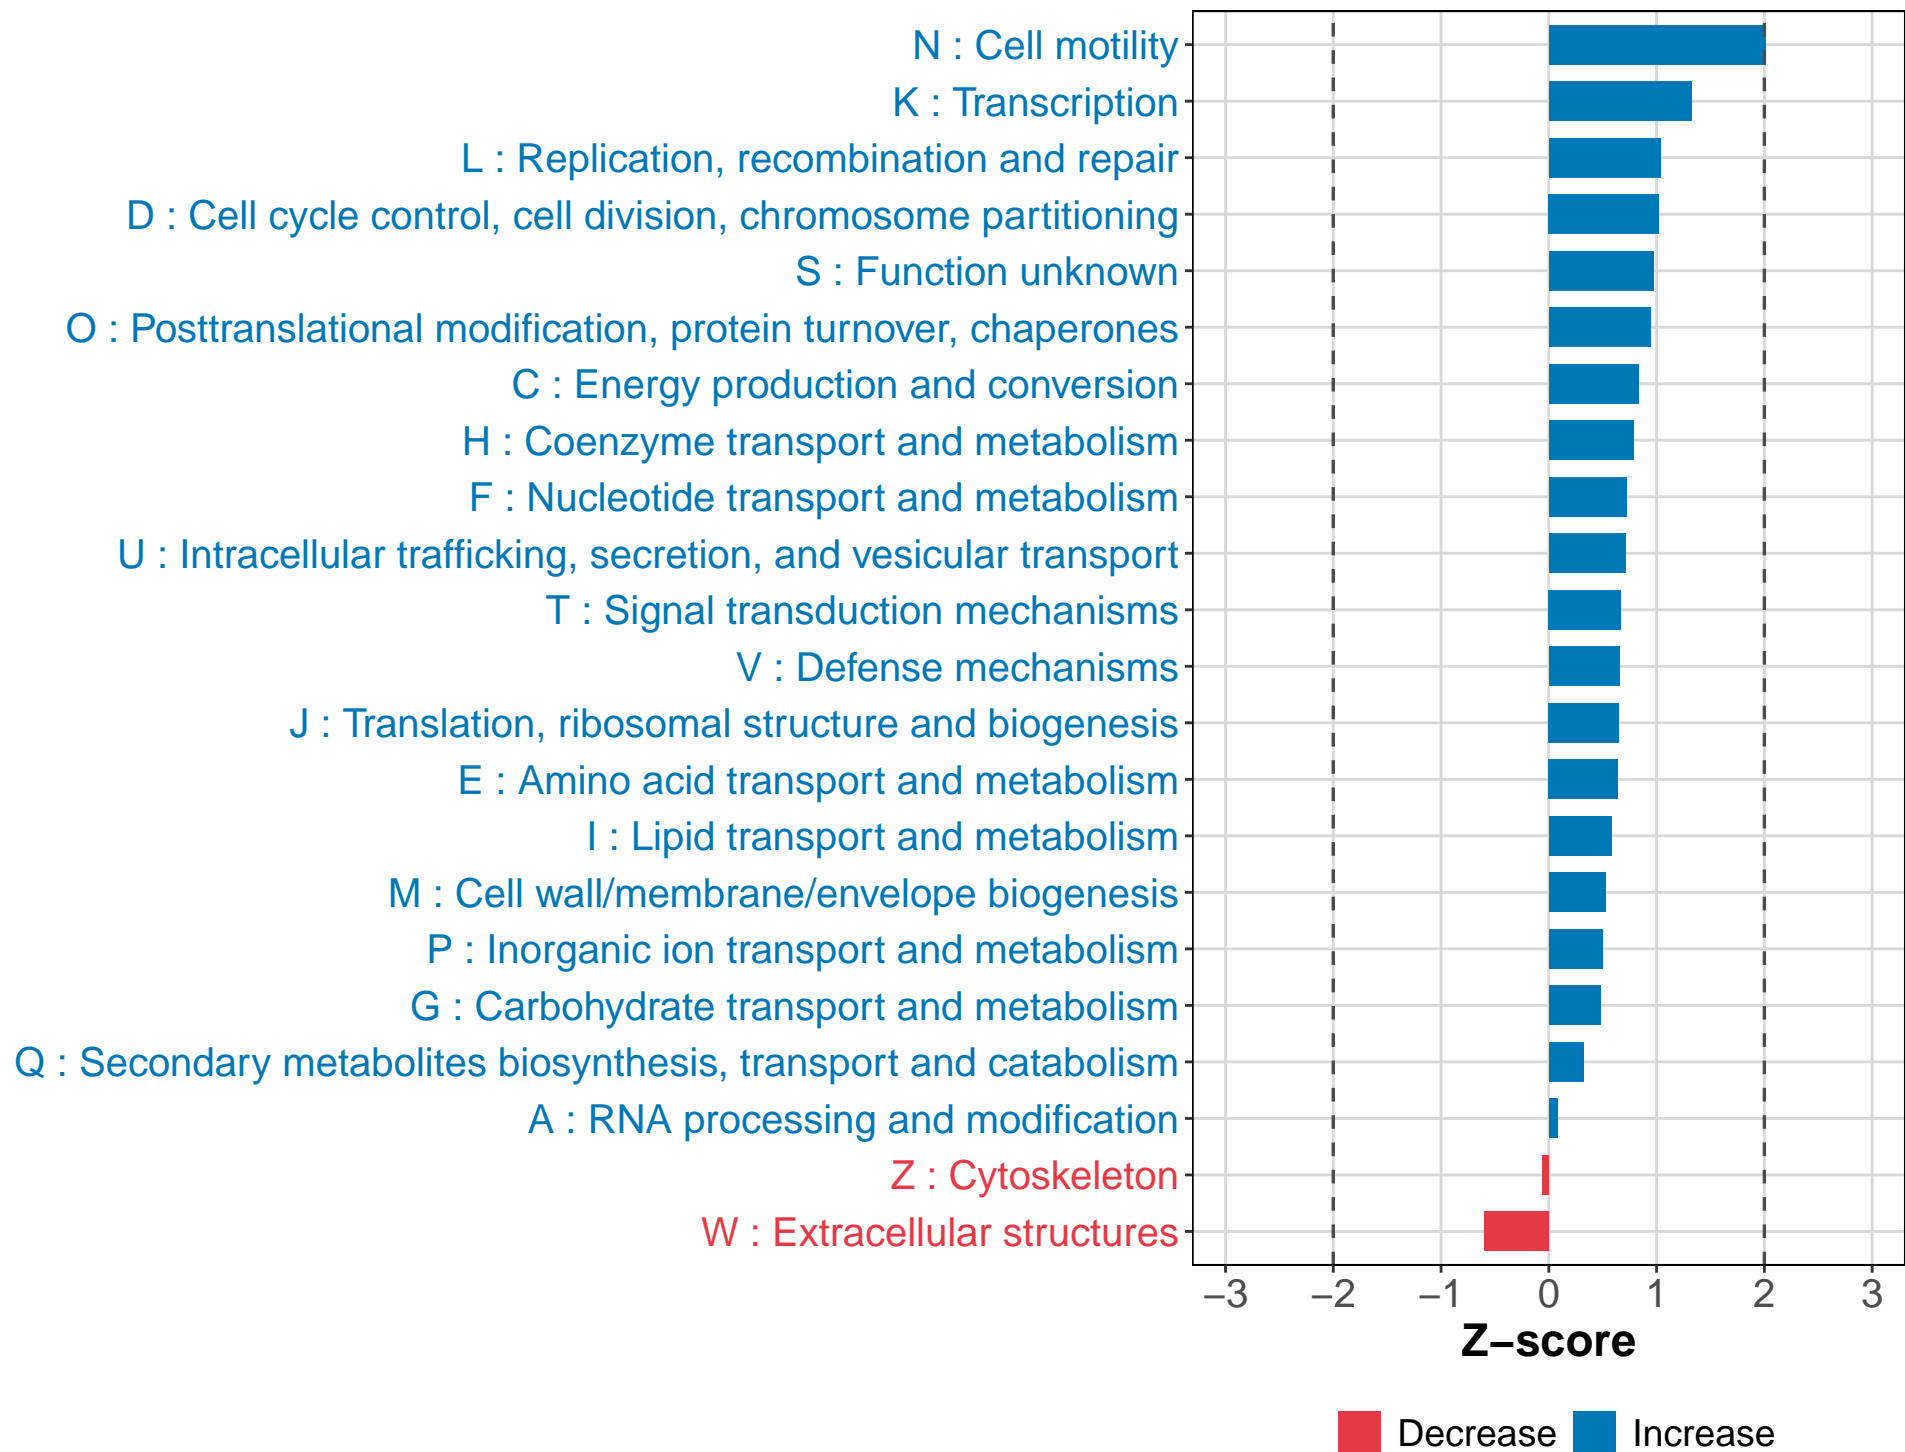 N : Cell motility
K : Transcription
L : Replication, recombination and repair
D : Cell cycle control, cell division, chromosome partitioning
S : Function unknown
O : Posttranslational modification, protein turnover, chaperones
C : Energy production and conversion
H : Coenzyme transport and metabolism
F : Nucleotide transport and metabolism
U : Intracellular trafficking, secretion, and vesicular transport
T : Signal transduction mechanisms
V : Defense mechanisms
J : Translation, ribosomal structure and biogenesis
E : Amino acid transport and metabolism
I : Lipid transport and metabolism
M : Cell wall/membrane/envelope biogenesis
P : Inorganic ion transport and metabolism
G : Carbohydrate transport and metabolism
Q : Secondary metabolites biosynthesis, transport and catabolism
A : RNA processing and modification
Z : Cytoskeleton
W : Extracellular structures
−3 −2 −1 0 1 2 3
Z−score
Decrease Increase